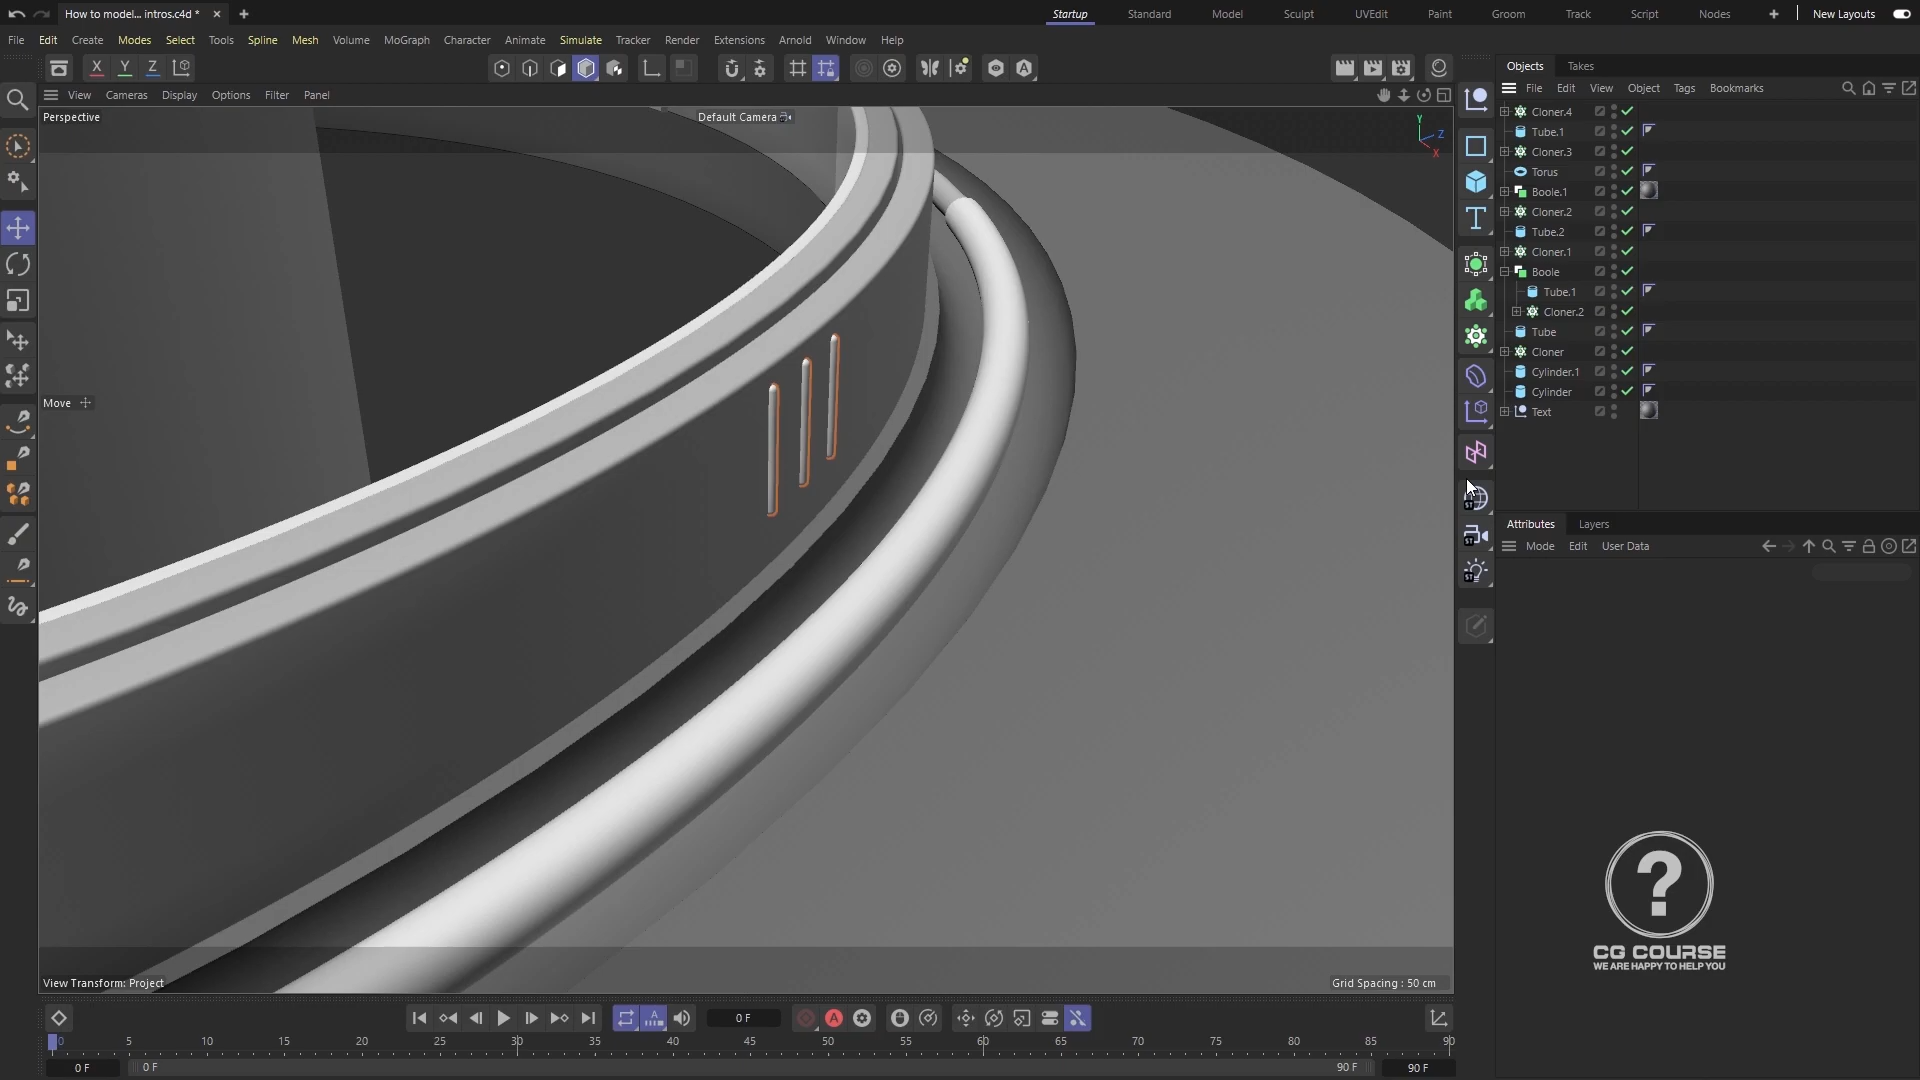 How to model... intros.c4d *
Startup
Standard
Model
Sculpt
UVEdit
Paint
Groom
Track
Script
Nodes
New Layouts
File Edit Create Modes Select Tools Spline Mesh Volume MoGraph Character Animate Simulate Tracker Render Extensions Arnold Window Help
X Y Z
A
Objects Takes
View Cameras Display Options Filter Panel
File Edit View Object Tags Bookmarks
Perspective
Default Camera
Y
Z
X
Cloner.4
Tube.1
Cloner.3
Torus
Boole.1
Cloner.2
Tube.2
Cloner.1
Boole
Tube.1
Cloner.2
Tube
Cloner
Cylinder.1
Cylinder
Text
Move
ST
ST
ST
Attributes Layers
Mode Edit User Data
?
CG COURSE
WE ARE HAPPY TO HELP YOU
View Transform: Project
Grid Spacing : 50 cm
A
0 F
A
0 5 10 15 20 25 30 35 40 45 50 55 60 65 70 75 80 85 90
0 F
0 F
90 F
90 F